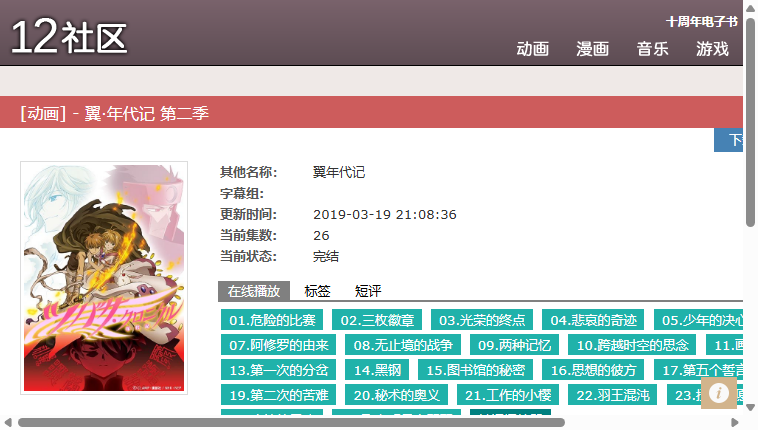 12社区
十周年电子书
动画 漫画 音乐 游戏
[动画] - 翼·年代记 第二季
其他名称: 翼年代记
字幕组:
更新时间: 2019-03-19 21:08:36
当前集数: 26
当前状态: 完结
在线播放 标签 短评
01.危险的比赛 02.三枚徽章 03.光荣的终点 04.悲哀的奇迹 05.少年的决心
07.阿修罗的由来 08.无止境的战争 09.两种记忆 10.跨越时空的思念 11.
13.第一次的分岔 14.黑钢 15.图书馆的秘密 16.思想的彼方 17.第五个誓言
19.第二次的苦难 20.秘术的奥义 21.工作的小樱 22.羽王混沌 23.
ツバサ・クロニクル